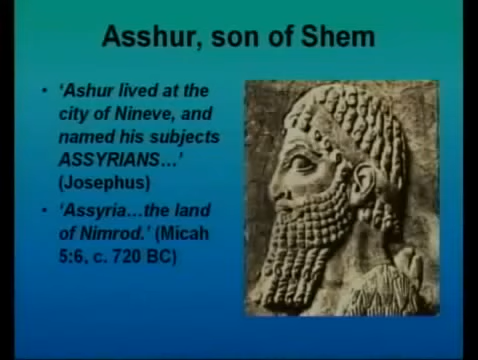 Asshur, son of Shem
• ‘Ashur lived at the
city of Nineve, and
named his subjects
ASSYRIANS…’
(Josephus)
• ‘Assyria…the land
of Nimrod.’ (Micah
5:6, c. 720 BC)